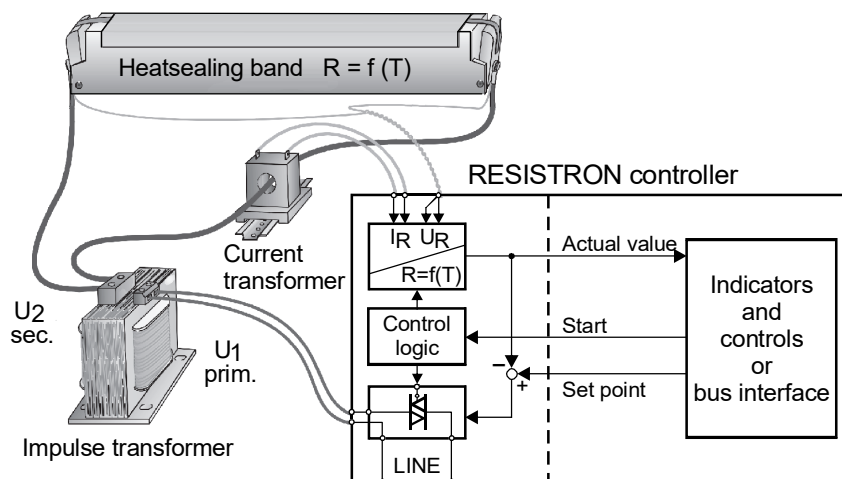 Heatsealing band R = f (T)
RESISTRON controller
IR UR
R=f(T)
Actual value
Current
transformer
Indicators
and
controls
or
bus interface
Control
logic
Start
U2
sec.
U1
prim.
−
+
Set point
Impulse transformer
LINE